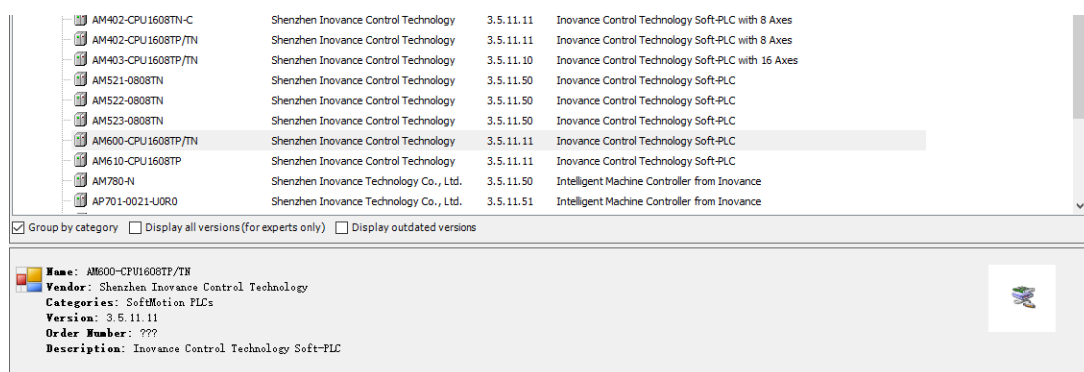 AM402-CPU1608TN-C Shenzhen Inovance Control Technology 3.5.11.11 Inovance Control Technology Soft-PLC with 8 Axes
AM402-CPU1608TP/TN Shenzhen Inovance Control Technology 3.5.11.11 Inovance Control Technology Soft-PLC with 8 Axes
AM403-CPU1608TP/TN Shenzhen Inovance Control Technology 3.5.11.10 Inovance Control Technology Soft-PLC with 16 Axes
AM521-0808TN Shenzhen Inovance Control Technology 3.5.11.50 Inovance Control Technology Soft-PLC
AM522-0808TN Shenzhen Inovance Control Technology 3.5.11.50 Inovance Control Technology Soft-PLC
AM523-0808TN Shenzhen Inovance Control Technology 3.5.11.50 Inovance Control Technology Soft-PLC
AM600-CPU1608TP/TN Shenzhen Inovance Control Technology 3.5.11.11 Inovance Control Technology Soft-PLC
AM610-CPU1608TP Shenzhen Inovance Control Technology 3.5.11.11 Inovance Control Technology Soft-PLC
AM780-N Shenzhen Inovance Technology Co., Ltd. 3.5.11.50 Intelligent Machine Controller from Inovance
AP701-0021-U0R0 Shenzhen Inovance Technology Co., Ltd. 3.5.11.51 Intelligent Machine Controller from Inovance
Group by category Display all versions(for experts only) Display outdated versions
Name: AM600-CPU1608TP/TN
Vendor: Shenzhen Inovance Control Technology
Categories: SoftMotion PLCs
Version: 3.5.11.11
Order Number: ???
Description: Inovance Control Technology Soft-PLC